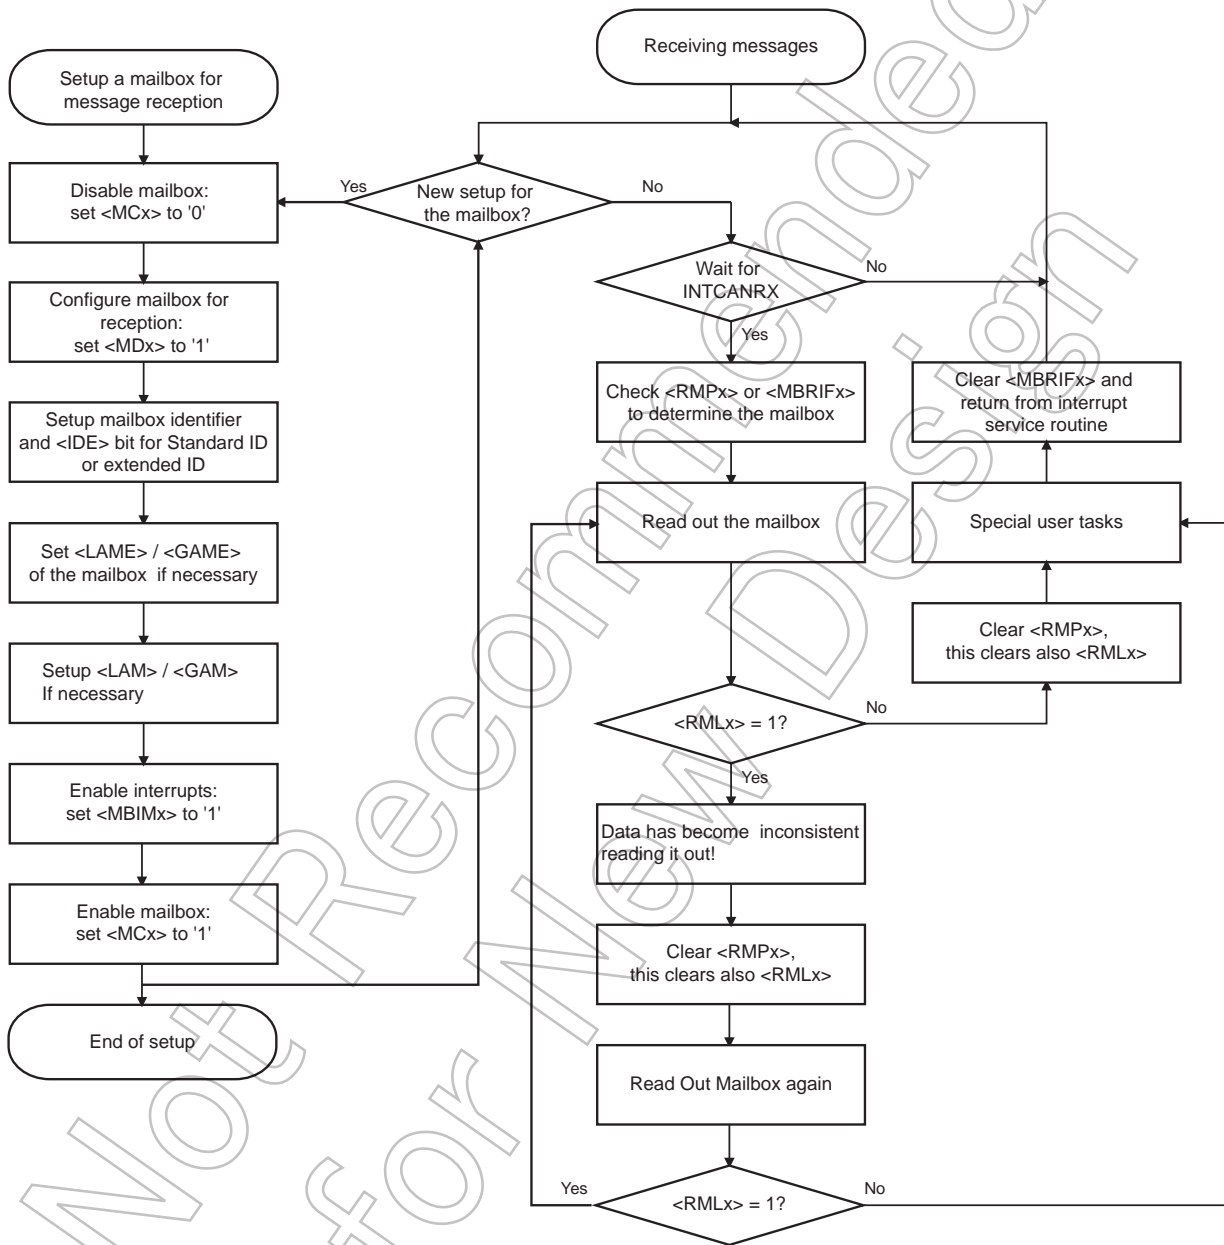 Setup a mailbox for
message reception
Disable mailbox:
set <MCx> to '0'
Configure mailbox for
reception:
set <MDx> to '1'
Setup mailbox identifier
and <IDE> bit for Standard ID
or extended ID
Set <LAME> / <GAME>
of the mailbox if necessary
Setup <LAM> / <GAM>
If necessary
Enable interrupts:
set <MBIMx> to '1'
Enable mailbox:
set <MCx> to '1'
End of setup
Receiving messages
Yes
New setup for
the mailbox?
No
Wait for
INTCANRX
No
Yes
Check <RMPx> or <MBRIFx>
to determine the mailbox
Read out the mailbox
<RMLx> = 1?
No
Yes
Data has become inconsistent
reading it out!
Clear <RMPx>,
this clears also <RMLx>
Read Out Mailbox again
Yes
<RMLx> = 1?
No
Clear <MBRIFx> and
return from interrupt
service routine
Special user tasks
Clear <RMPx>,
this clears also <RMLx>
Not Recommended
for New Design